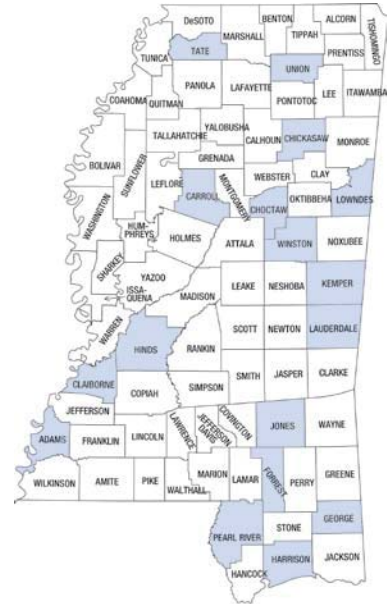 DeSOTO
BENTON
ALCORN
TISHOMINGO
MARSHALL
TIPPAH
TATE
PRENTISS
TUNICA
UNION
PANOLA
LAFAYETTE
LEE
ITAWAMBA
COAHOMA
QUITMAN
PONTOTOC
YALOBUSHA
CHICKASAW
TALLAHATCHIE
CALHOUN
MONROE
BOLIVAR
SUNFLOWER
GRENADA
WEBSTER
CLAY
LEFLORE
CARROLL
MONTGOMERY
CHOCTAW
OKTIBBEHA
LOWNDES
WASHINGTON
HUM-
PHREYS
HOLMES
ATTALA
WINSTON
NOXUBEE
SHARKEY
YAZOO
ISSA-
QUENA
MADISON
LEAKE
NESHOBA
KEMPER
WARREN
HINDS
RANKIN
SCOTT
NEWTON
LAUDERDALE
CLAIBORNE
COPIAH
SIMPSON
SMITH
JASPER
CLARKE
JEFFERSON
ADAMS
FRANKLIN
LINCOLN
LAWRENCE
JEFFERSON
DAVIS
COVINGTON
JONES
WAYNE
WILKINSON
AMITE
PIKE
WALTHALL
MARION
LAMAR
FORREST
PERRY
GREENE
PEARL RIVER
STONE
GEORGE
HANCOCK
HARRISON
JACKSON